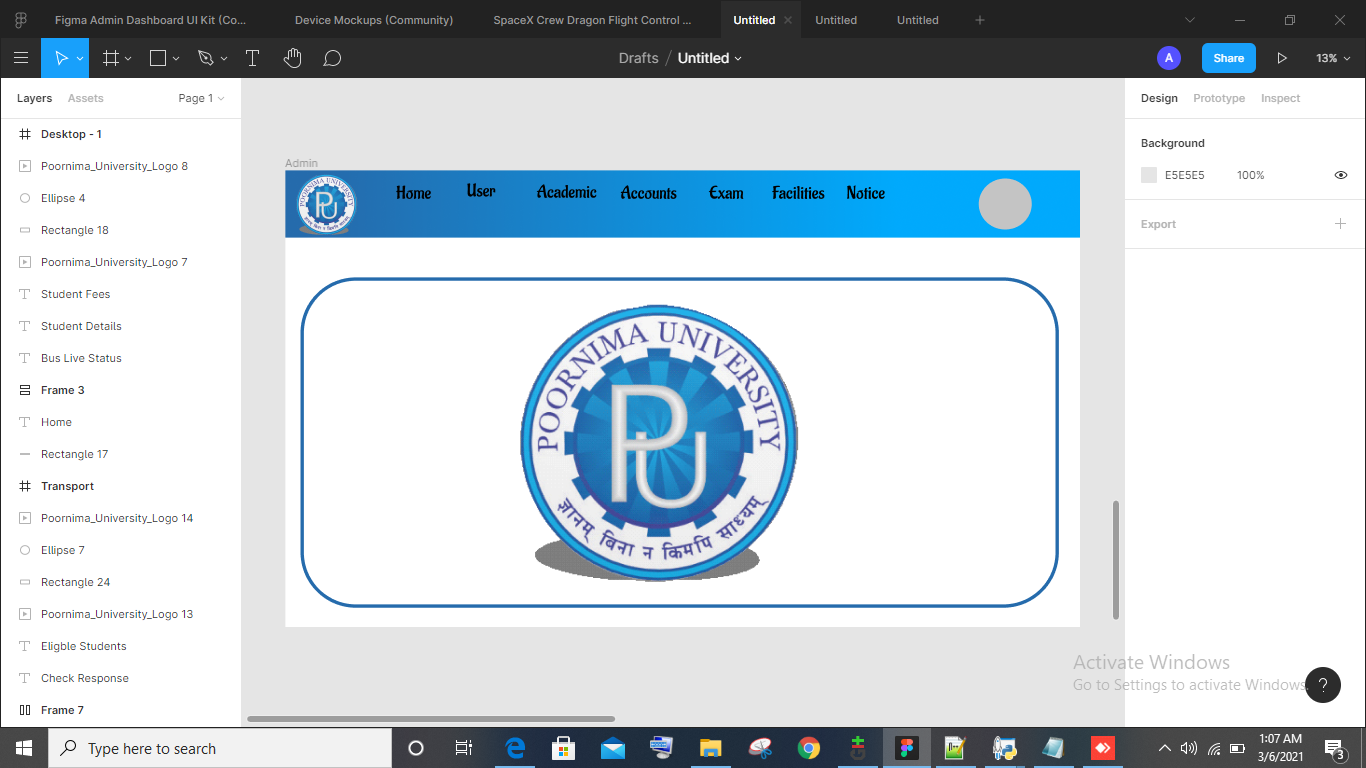 Figma Admin Dashboard UI Kit (Co...
Device Mockups (Community)
SpaceX Crew Dragon Flight Control ...
Untitled
Untitled
Untitled
Drafts / Untitled
A
Share
13%
Layers
Assets
Page 1
Desktop - 1
Poornima_University_Logo 8
Ellipse 4
Rectangle 18
Poornima_University_Logo 7
Student Fees
Student Details
Bus Live Status
Frame 3
Home
Rectangle 17
Transport
Poornima_University_Logo 14
Ellipse 7
Rectangle 24
Poornima_University_Logo 13
Eligble Students
Check Response
Frame 7
Admin
POORNIMA UNIVERSITY
PU
Home
User
Academic
Accounts
Exam
Facilities
Notice
POORNIMA UNIVERSITY
PU
ज्ञानम् बिना न किमपि साध्यम्
Design
Prototype
Inspect
Background
E5E5E5
100%
Export
Activate Windows
Go to Settings to activate Windows.
?
Type here to search
1:07 AM
3/6/2021
3